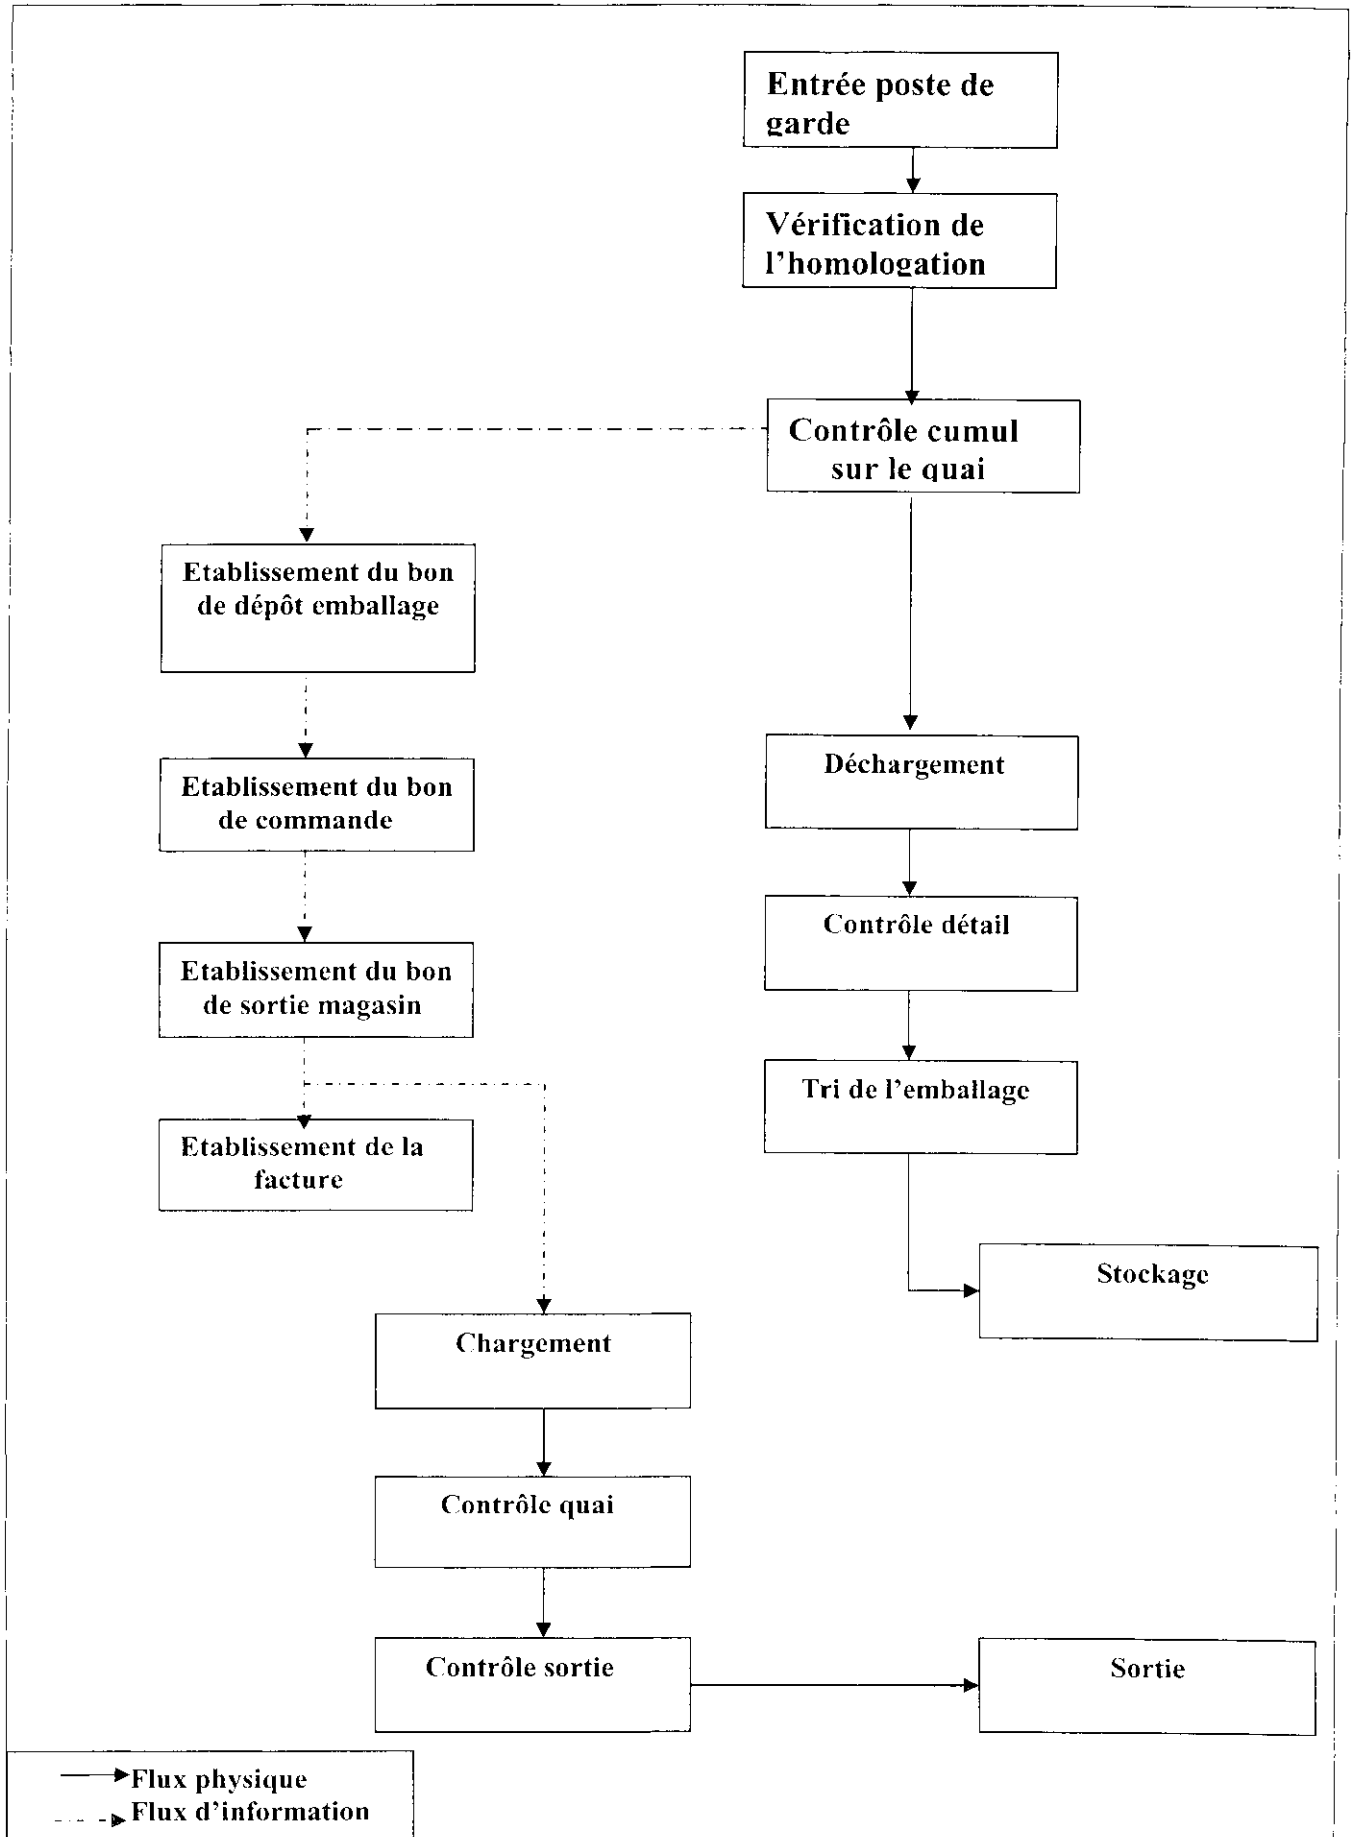 Entrée poste de
garde
Vérification de
l'homologation
Contrôle cumul
sur le quai
Etablissement du bon
de dépôt emballage
Etablissement du bon
de commande
Déchargement
Contrôle détail
Etablissement du bon
de sortie magasin
Tri de l'emballage
Etablissement de la
facture
Stockage
Chargement
Contrôle quai
Contrôle sortie
Sortie
Flux physique
Flux d'information